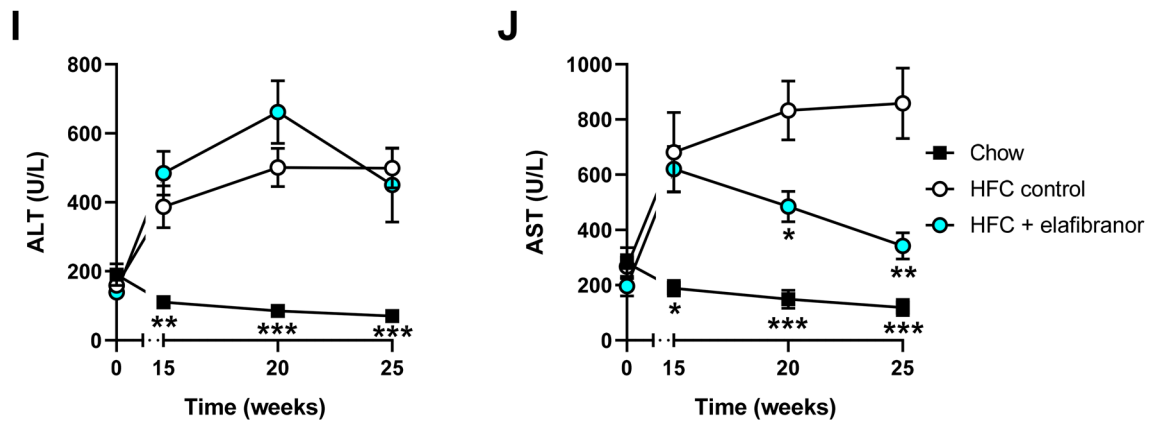 I
800
600
400
200
0
ALT (U/L)
**
***
***
0 15 20 25
Time (weeks)
J
1000
800
600
400
200
0
AST (U/L)
*
**
*
***
***
0 15 20 25
Time (weeks)
Chow
HFC control
HFC + elafibranor